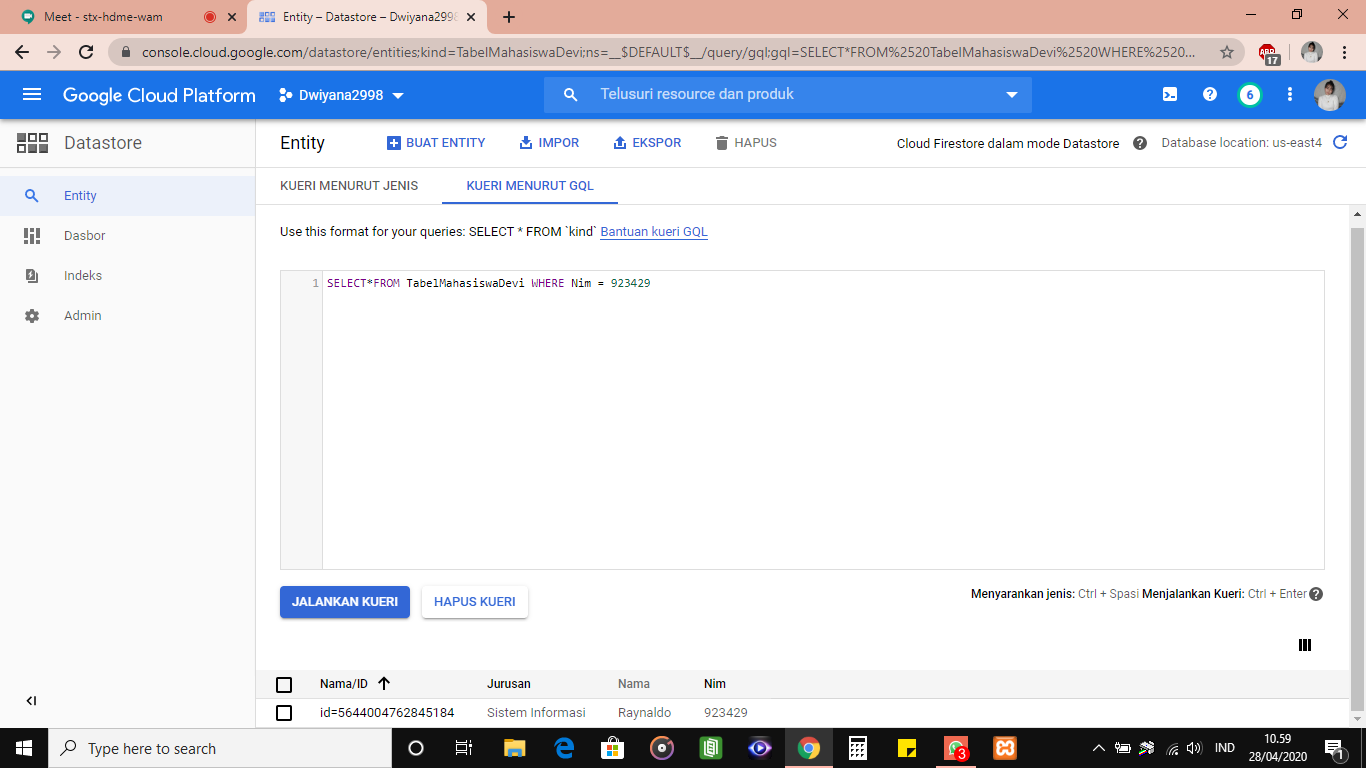 Meet - stx-hdme-wam
Entity – Datastore – Dwiyana2998
console.cloud.google.com/datastore/entities;kind=TabelMahasiswaDevi;ns=__$DEFAULT$__/query/gql;gql=SELECT*FROM%2520TabelMahasiswaDevi%2520WHERE%2520...
17
Google Cloud Platform
Dwiyana2998
Telusuri resource dan produk
6
Datastore
Entity
BUAT ENTITY
IMPOR
EKSPOR
HAPUS
Cloud Firestore dalam mode Datastore
Database location: us-east4
Entity
Dasbor
Indeks
Admin
KUERI MENURUT JENIS
KUERI MENURUT GQL
Use this format for your queries: SELECT * FROM `kind` Bantuan kueri GQL
1 SELECT*FROM TabelMahasiswaDevi WHERE Nim = 923429
JALANKAN KUERI
HAPUS KUERI
Menyarankan jenis: Ctrl + Spasi Menjalankan Kueri: Ctrl + Enter
Nama/ID Jurusan Nama Nim
id=5644004762845184 Sistem Informasi Raynaldo 923429
Type here to search
3
IND
10.59
28/04/2020
1